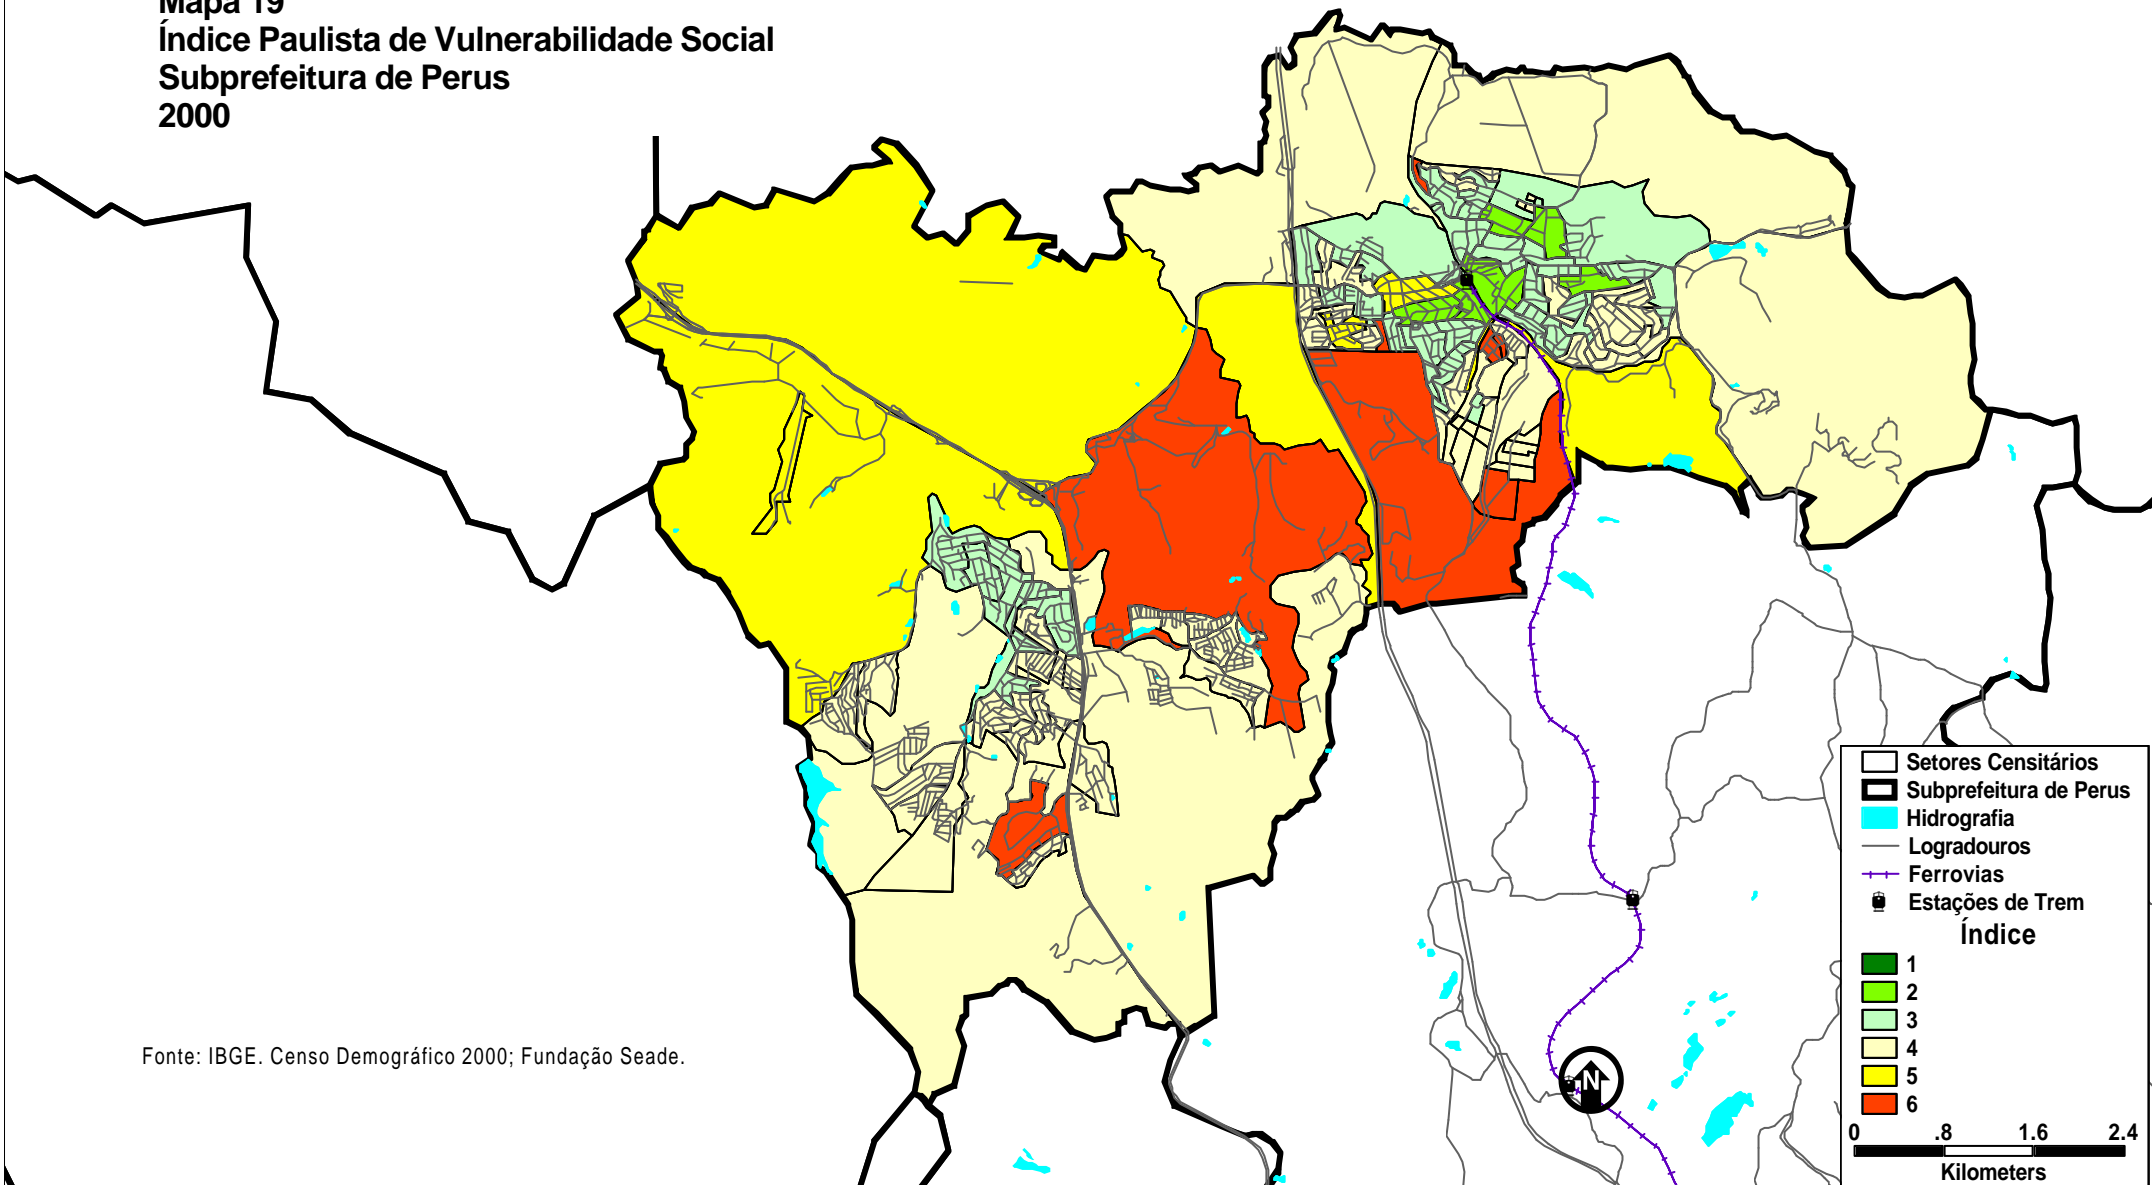 Mapa 19
Índice Paulista de Vulnerabilidade Social
Subprefeitura de Perus
2000
Setores Censitários
Subprefeitura de Perus
Hidrografia
Logradouros
Ferrovias
Estações de Trem
Índice
1
2
3
4
5
6
0 .8 1.6 2.4
Kilometers
N
Fonte: IBGE. Censo Demográfico 2000; Fundação Seade.